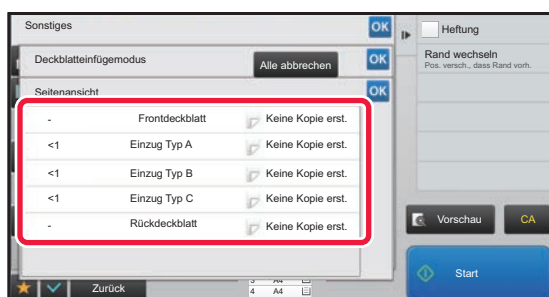 Sonstiges OK
Deckblatteinfügemodus Alle abbrechen OK
Seitenansicht OK
- Frontdeckblatt Keine Kopie erst.
<1 Einzug Typ A Keine Kopie erst.
<1 Einzug Typ B Keine Kopie erst.
<1 Einzug Typ C Keine Kopie erst.
- Rückdeckblatt Keine Kopie erst.
Zurück
3 A4
4 A4
Heftung
Rand wechseln
Pos. versch., dass Rand vorh.
Vorschau CA
Start